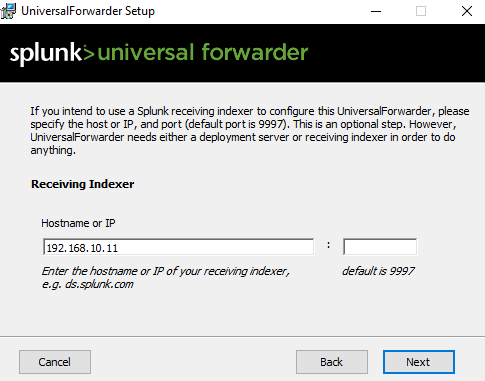 UniversalForwarder Setup
splunk> universal forwarder
If you intend to use a Splunk receiving indexer to configure this UniversalForwarder, please
specify the host or IP, and port (default port is 9997). This is an optional step. However,
UniversalForwarder needs either a deployment server or receiving indexer in order to do
anything.
Receiving Indexer
Hostname or IP
192.168.10.11 :
Enter the hostname or IP of your receiving indexer, default is 9997
e.g. ds.splunk.com
Cancel Back Next